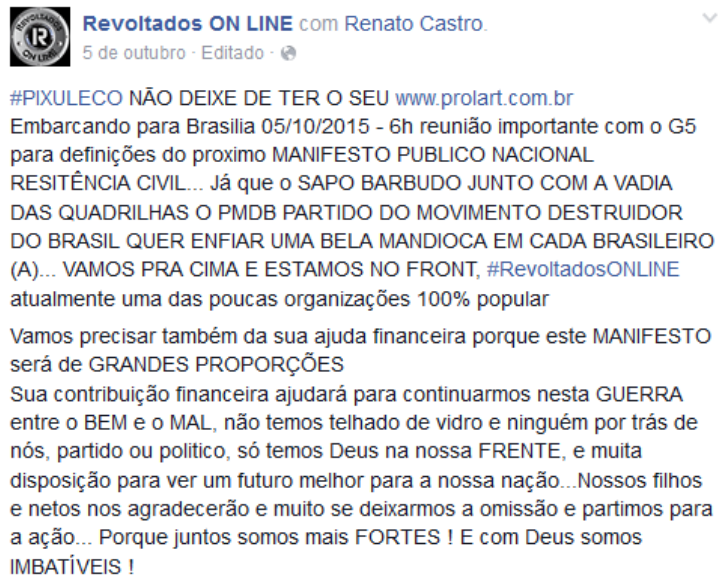 REVOLTADOS
R
ON LINE
Revoltados ON LINE com Renato Castro.
5 de outubro · Editado ·
#PIXULECO NÃO DEIXE DE TER O SEU www.prolart.com.br
Embarcando para Brasilia 05/10/2015 - 6h reunião importante com o G5
para definições do proximo MANIFESTO PUBLICO NACIONAL
RESITÊNCIA CIVIL... Já que o SAPO BARBUDO JUNTO COM A VADIA
DAS QUADRILHAS O PMDB PARTIDO DO MOVIMENTO DESTRUIDOR
DO BRASIL QUER ENFIAR UMA BELA MANDIOCA EM CADA BRASILEIRO
(A)... VAMOS PRA CIMA E ESTAMOS NO FRONT, #RevoltadosONLINE
atualmente uma das poucas organizações 100% popular
Vamos precisar também da sua ajuda financeira porque este MANIFESTO
será de GRANDES PROPORÇÕES
Sua contribuição financeira ajudará para continuarmos nesta GUERRA
entre o BEM e o MAL, não temos telhado de vidro e ninguém por trás de
nós, partido ou politico, só temos Deus na nossa FRENTE, e muita
disposição para ver um futuro melhor para a nossa nação...Nossos filhos
e netos nos agradecerão e muito se deixarmos a omissão e partimos para
a ação... Porque juntos somos mais FORTES ! E com Deus somos
IMBATÍVEIS !